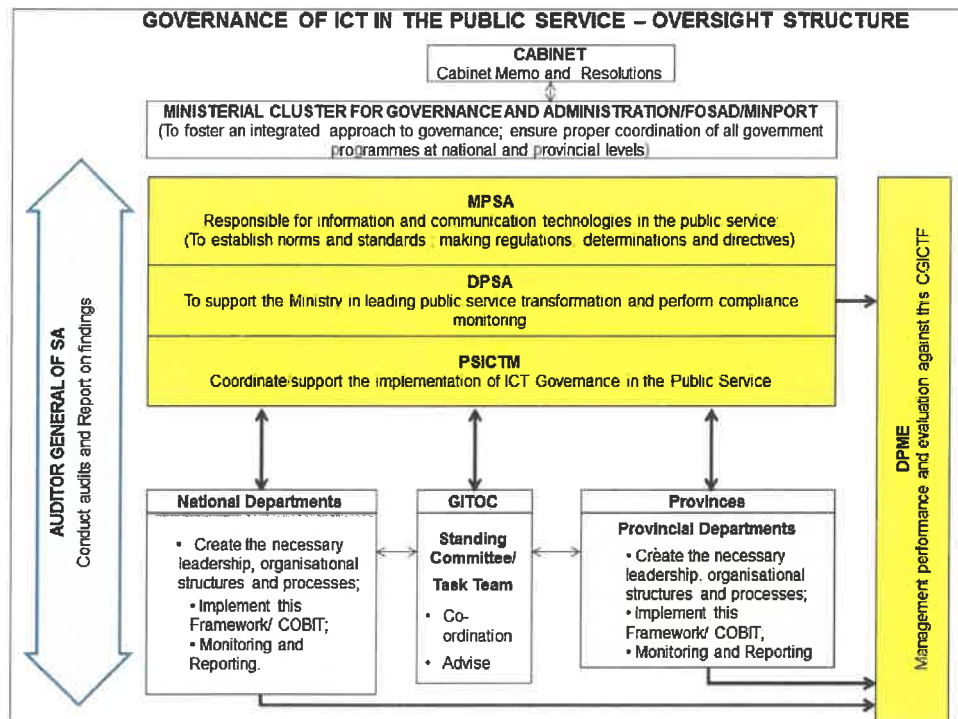 GOVERNANCE OF ICT IN THE PUBLIC SERVICE – OVERSIGHT STRUCTURE
CABINET
Cabinet Memo and Resolutions
MINISTERIAL CLUSTER FOR GOVERNANCE AND ADMINISTRATION/FOSAD/MINPORT
(To foster an integrated approach to governance; ensure proper coordination of all government
programmes at national and provincial levels)
AUDITOR GENERAL OF SA
Conduct audits and Report on findings
MPSA
Responsible for information and communication technologies in the public service:
(To establish norms and standards ; making regulations, determinations and directives)
DPSA
To support the Ministry in leading public service transformation and perform compliance
monitoring
PSICTM
Coordinate/support the implementation of ICT Governance in the Public Service
DPME
Management performance and evaluation against this CGICTF
National Departments
• Create the necessary
leadership, organisational
structures and processes;
• Implement this
Framework/ COBIT;
• Monitoring and
Reporting.
GITOC
Standing
Committee/
Task Team
• Co-
ordination
• Advise
Provinces
Provincial Departments
• Crèate the necessary
leadership, organisational
structures and processes;
• Implement this
Framework/ COBIT,
• Monitoring and Reporting